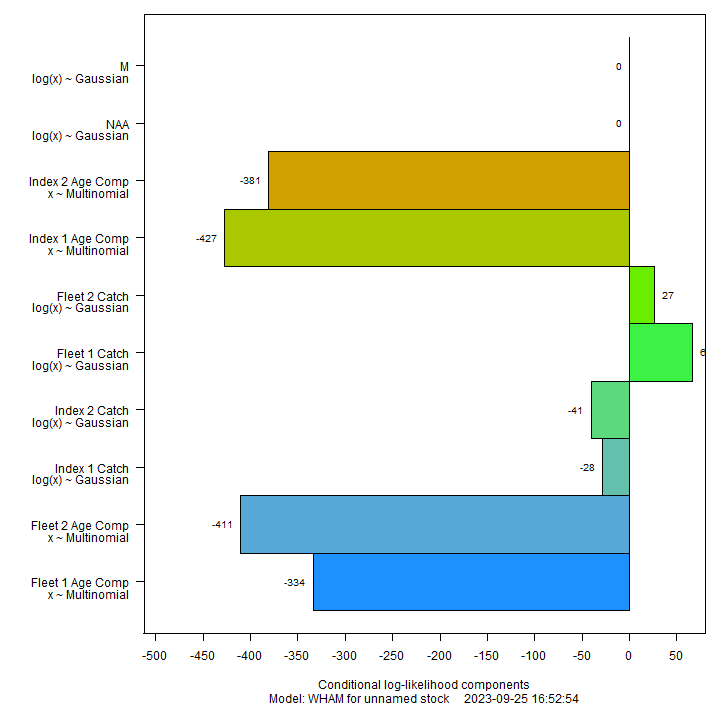 M
log(x) ~ Gaussian
0
NAA
log(x) ~ Gaussian
0
Index 2 Age Comp
x ~ Multinomial
-381
Index 1 Age Comp
x ~ Multinomial
-427
Fleet 2 Catch
log(x) ~ Gaussian
27
Fleet 1 Catch
log(x) ~ Gaussian
Index 2 Catch
log(x) ~ Gaussian
-41
Index 1 Catch
log(x) ~ Gaussian
-28
Fleet 2 Age Comp
x ~ Multinomial
-411
Fleet 1 Age Comp
x ~ Multinomial
-334
-500 -450 -400 -350 -300 -250 -200 -150 -100 -50 0 50
Conditional log-likelihood components
Model: WHAM for unnamed stock 2023-09-25 16:52:54